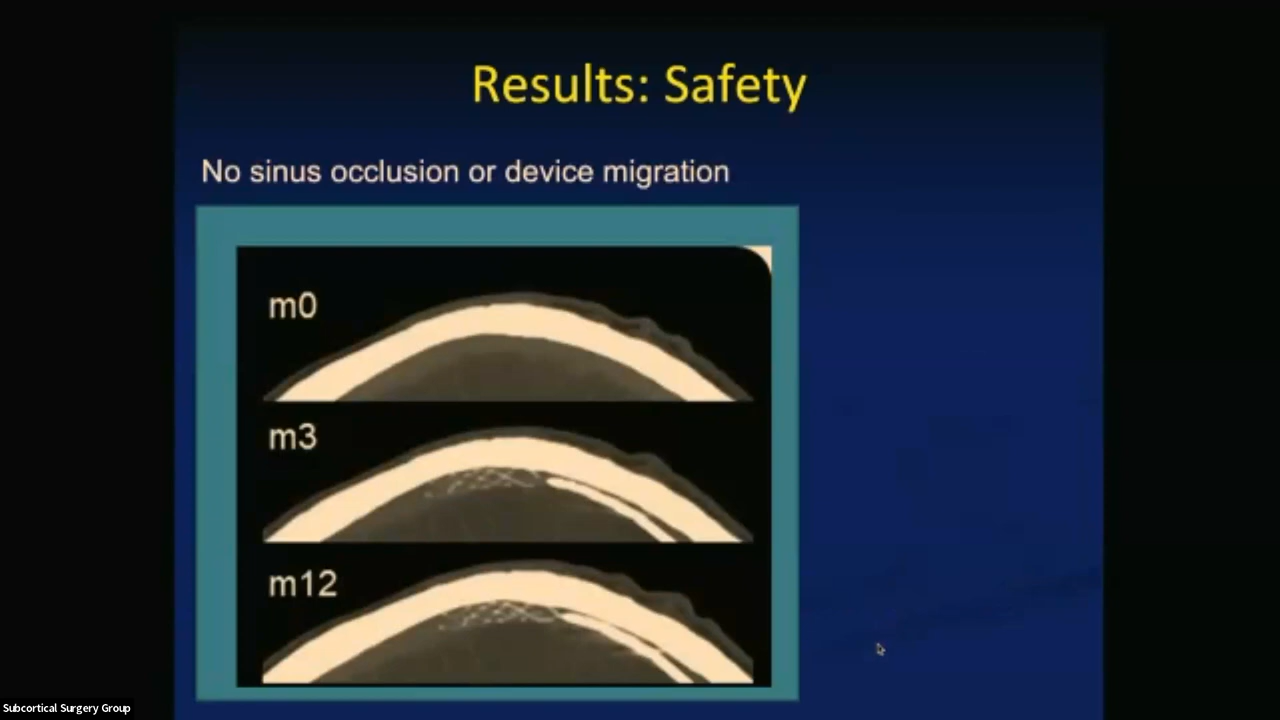 Results: Safety
No sinus occlusion or device migration
m0
m3
m12
Subcortical Surgery Group